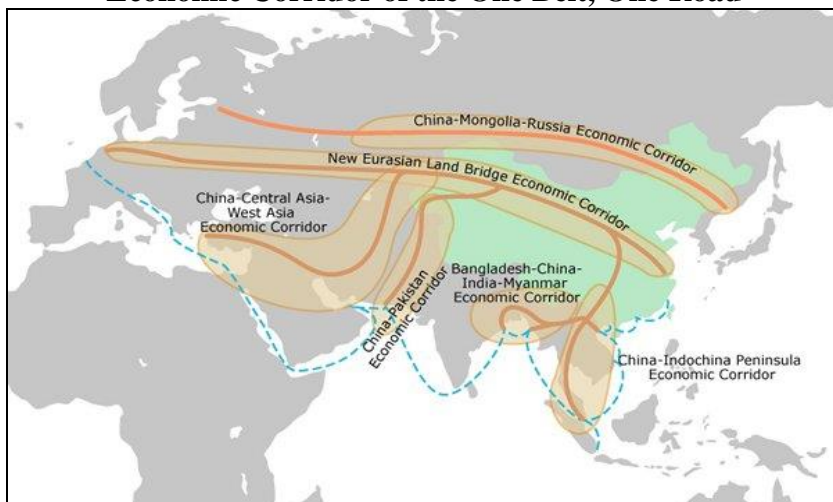 Economic Corridor of the One Belt, One Road
China-Mongolia-Russia Economic Corridor
New Eurasian Land Bridge Economic Corridor
China-Central Asia-
West Asia
Economic Corridor
China-Pakistan
Economic Corridor
Bangladesh-China-
India-Myanmar
Economic Corridor
China-Indochina Peninsula
Economic Corridor